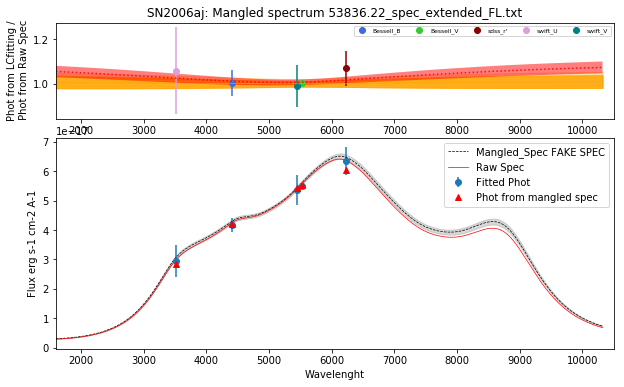 SN2006aj: Mangled spectrum 53836.22_spec_extended_FL.txt
Phot from LCfitting /
Phot from Raw Spec
1.2
1.0
Bessell_B
Bessell_V
sdss_r'
swift_U
swift_V
2000 3000 4000 5000 6000 7000 8000 9000 10000
1e-17
Flux erg s-1 cm-2 A-1
7
6
5
4
3
2
1
0
Mangled_Spec FAKE SPEC
Raw Spec
Fitted Phot
Phot from mangled spec
2000 3000 4000 5000 6000 7000 8000 9000 10000
Wavelenght